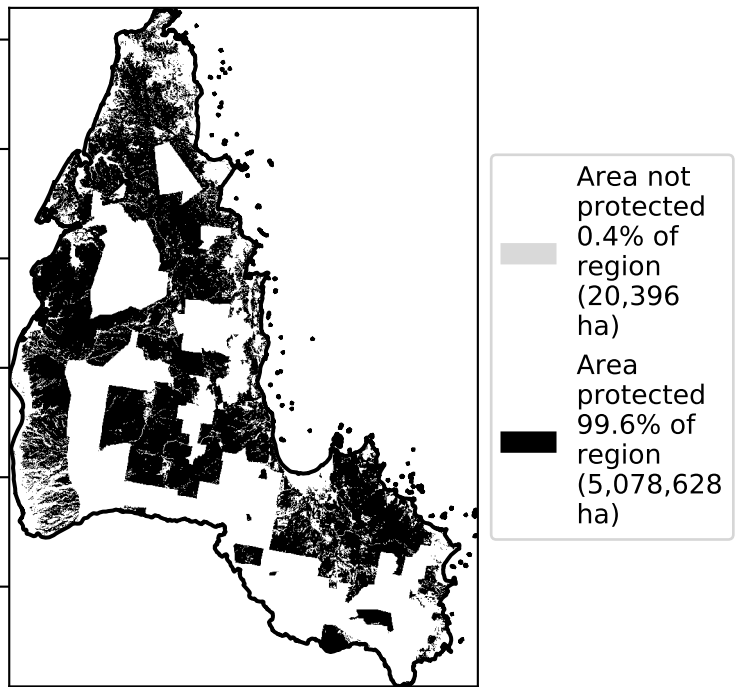 Area not
protected
0.4% of
region
(20,396
ha)
Area
protected
99.6% of
region
(5,078,628
ha)